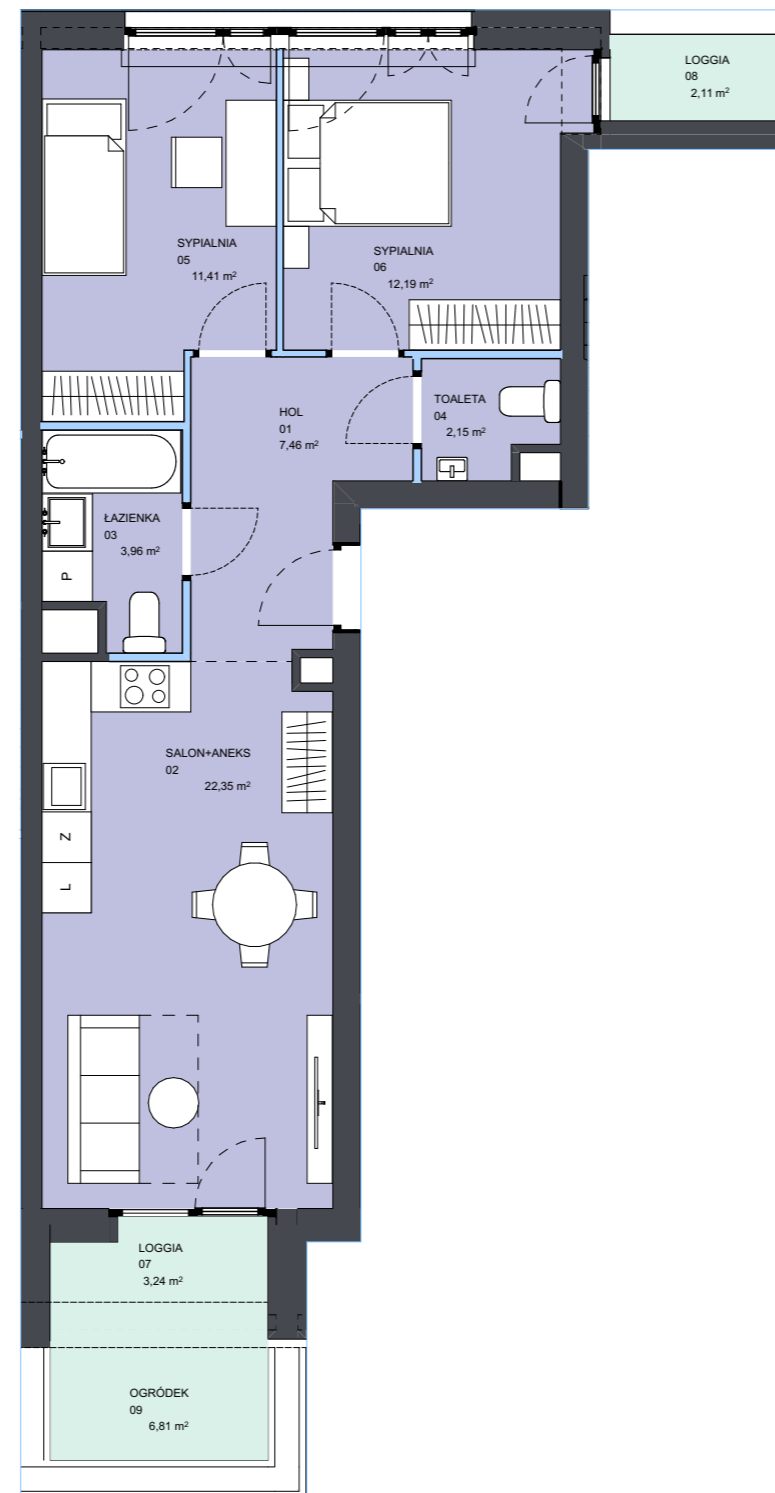 LOGGIA
08
2,11 m²
SYPIALNIA
05
11,41 m²
SYPIALNIA
06
12,19 m²
HOL
01
7,46 m²
TOALETA
04
2,15 m²
ŁAZIENKA
03
3,96 m²
P
SALON+ANEKS
02
22,35 m²
Z
L
LOGGIA
07
3,24 m²
OGRÓDEK
09
6,81 m²